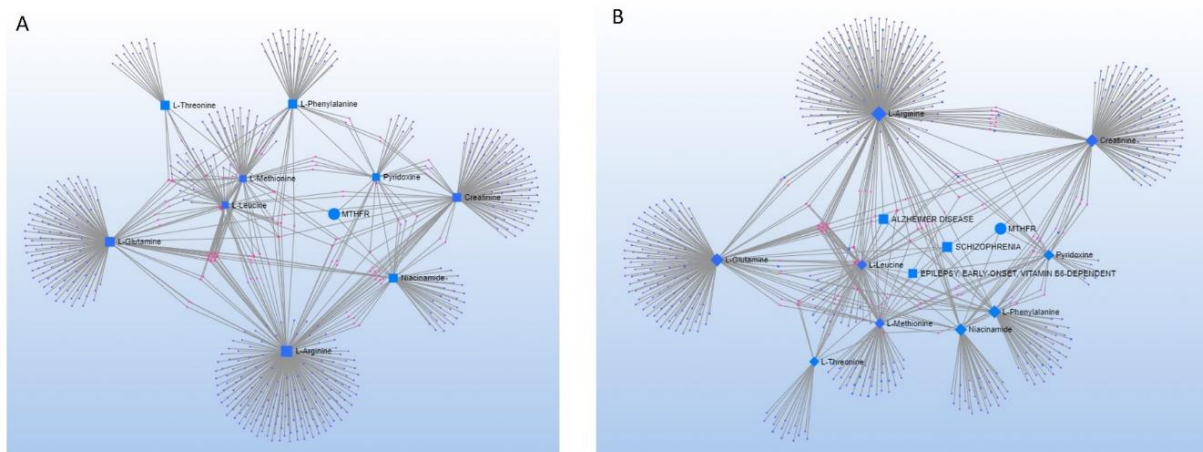 A
L-Threonine
L-Phenylalanine
L-Methionine
Pyridoxine
L-Leucine
Creatinine
MTHFR
L-Glutamine
Niacinamide
L-Arginine
B
L-Arginine
Creatinine
ALZHEIMER DISEASE
MTHFR
SCHIZOPHRENIA
L-Glutamine
L-Leucine
Pyridoxine
EPILEPSY, EARLY-ONSET, VITAMIN B6-DEPENDENT
L-Phenylalanine
L-Methionine
Niacinamide
L-Threonine